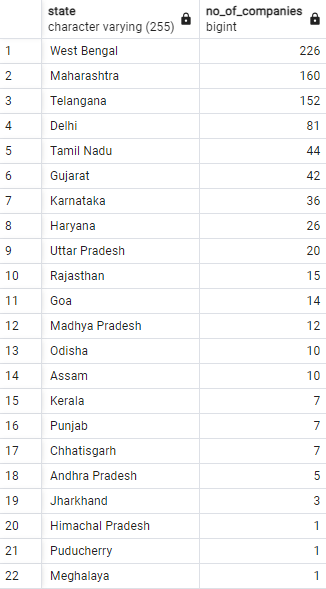 state no_of_companies
character varying (255) bigint
1 West Bengal 226
2 Maharashtra 160
3 Telangana 152
4 Delhi 81
5 Tamil Nadu 44
6 Gujarat 42
7 Karnataka 36
8 Haryana 26
9 Uttar Pradesh 20
10 Rajasthan 15
11 Goa 14
12 Madhya Pradesh 12
13 Odisha 10
14 Assam 10
15 Kerala 7
16 Punjab 7
17 Chhatisgarh 7
18 Andhra Pradesh 5
19 Jharkhand 3
20 Himachal Pradesh 1
21 Puducherry 1
22 Meghalaya 1